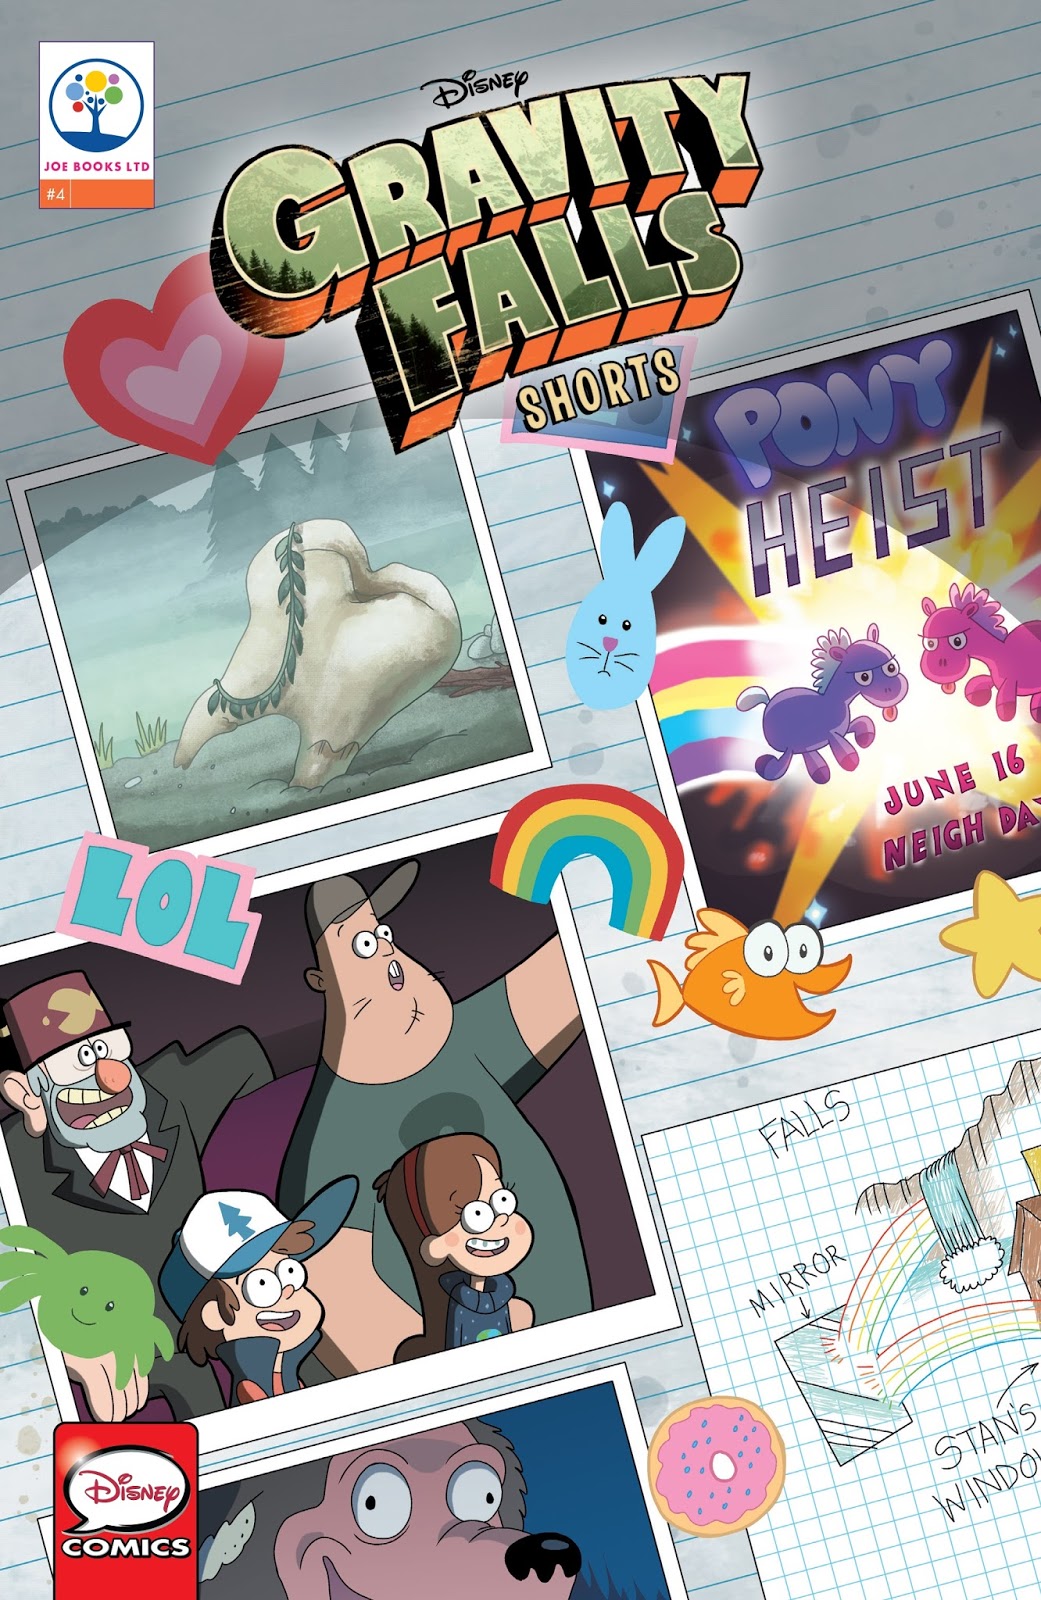 JOE BOOKS LTD
#4
Disney
GRAVITY
FALLS
SHORTS
PONY
HEIST
JUNE 16
NEIGH DA
LOL
FALLS
MIRROR
STAN'S
WINDO
Disney
COMICS